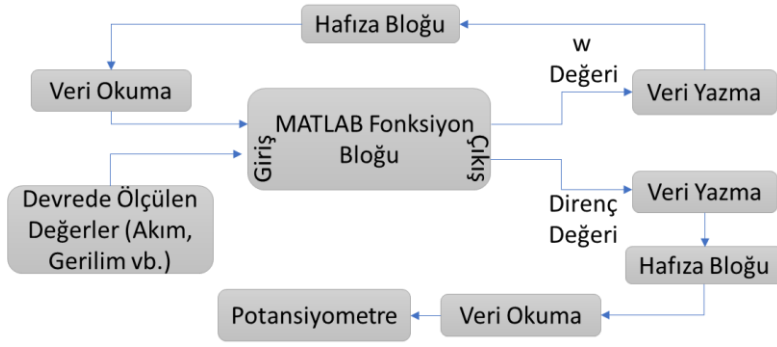 Hafıza Bloğu
w
Değeri
Veri Okuma
Veri Yazma
MATLAB Fonksiyon
Bloğu
Giriş
Çıkış
Devrede Ölçülen
Değerler (Akım,
Gerilim vb.)
Direnç
Değeri
Veri Yazma
Hafıza Bloğu
Potansiyometre
Veri Okuma